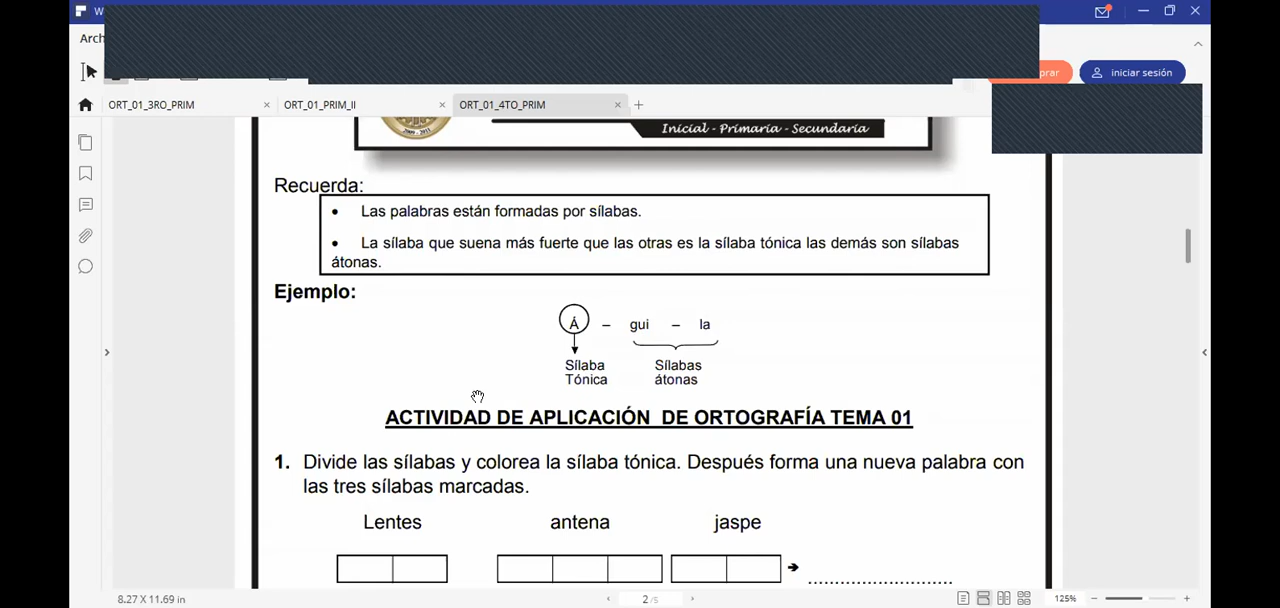 W
Arch
prar
iniciar sesión
ORT_01_3RO_PRIM
ORT_01_PRIM_II
ORT_01_4TO_PRIM
2009 - 2011
Inicial - Primaria - Secundaria
Recuerda:
• Las palabras están formadas por sílabas.
• La sílaba que suena más fuerte que las otras es la sílaba tónica las demás son sílabas
átonas.
Ejemplo:
Á – gui – la
Sílaba Sílabas
Tónica átonas
ACTIVIDAD DE APLICACIÓN DE ORTOGRAFÍA TEMA 01
1. Divide las sílabas y colorea la sílaba tónica. Después forma una nueva palabra con
las tres sílabas marcadas.
Lentes antena jaspe
8.27 X 11.69 in
2 /5
125%